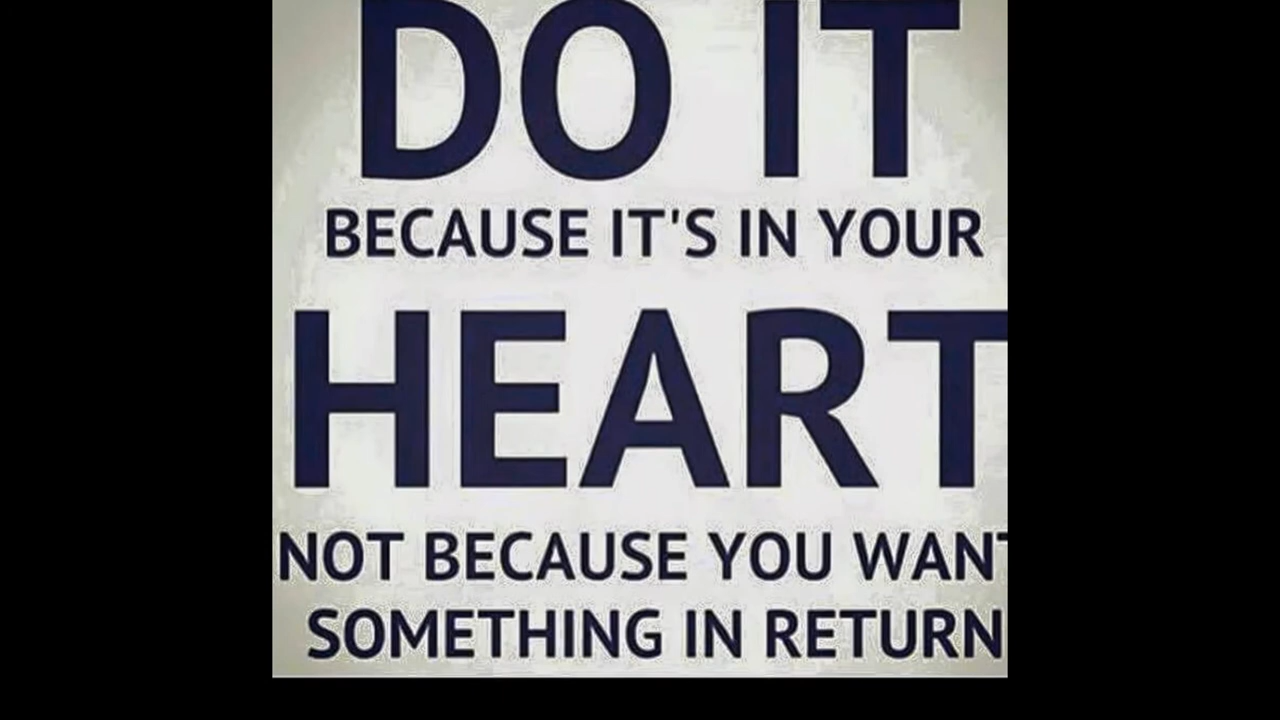 DO IT
BECAUSE IT'S IN YOUR
HEART
NOT BECAUSE YOU WANT
SOMETHING IN RETURN